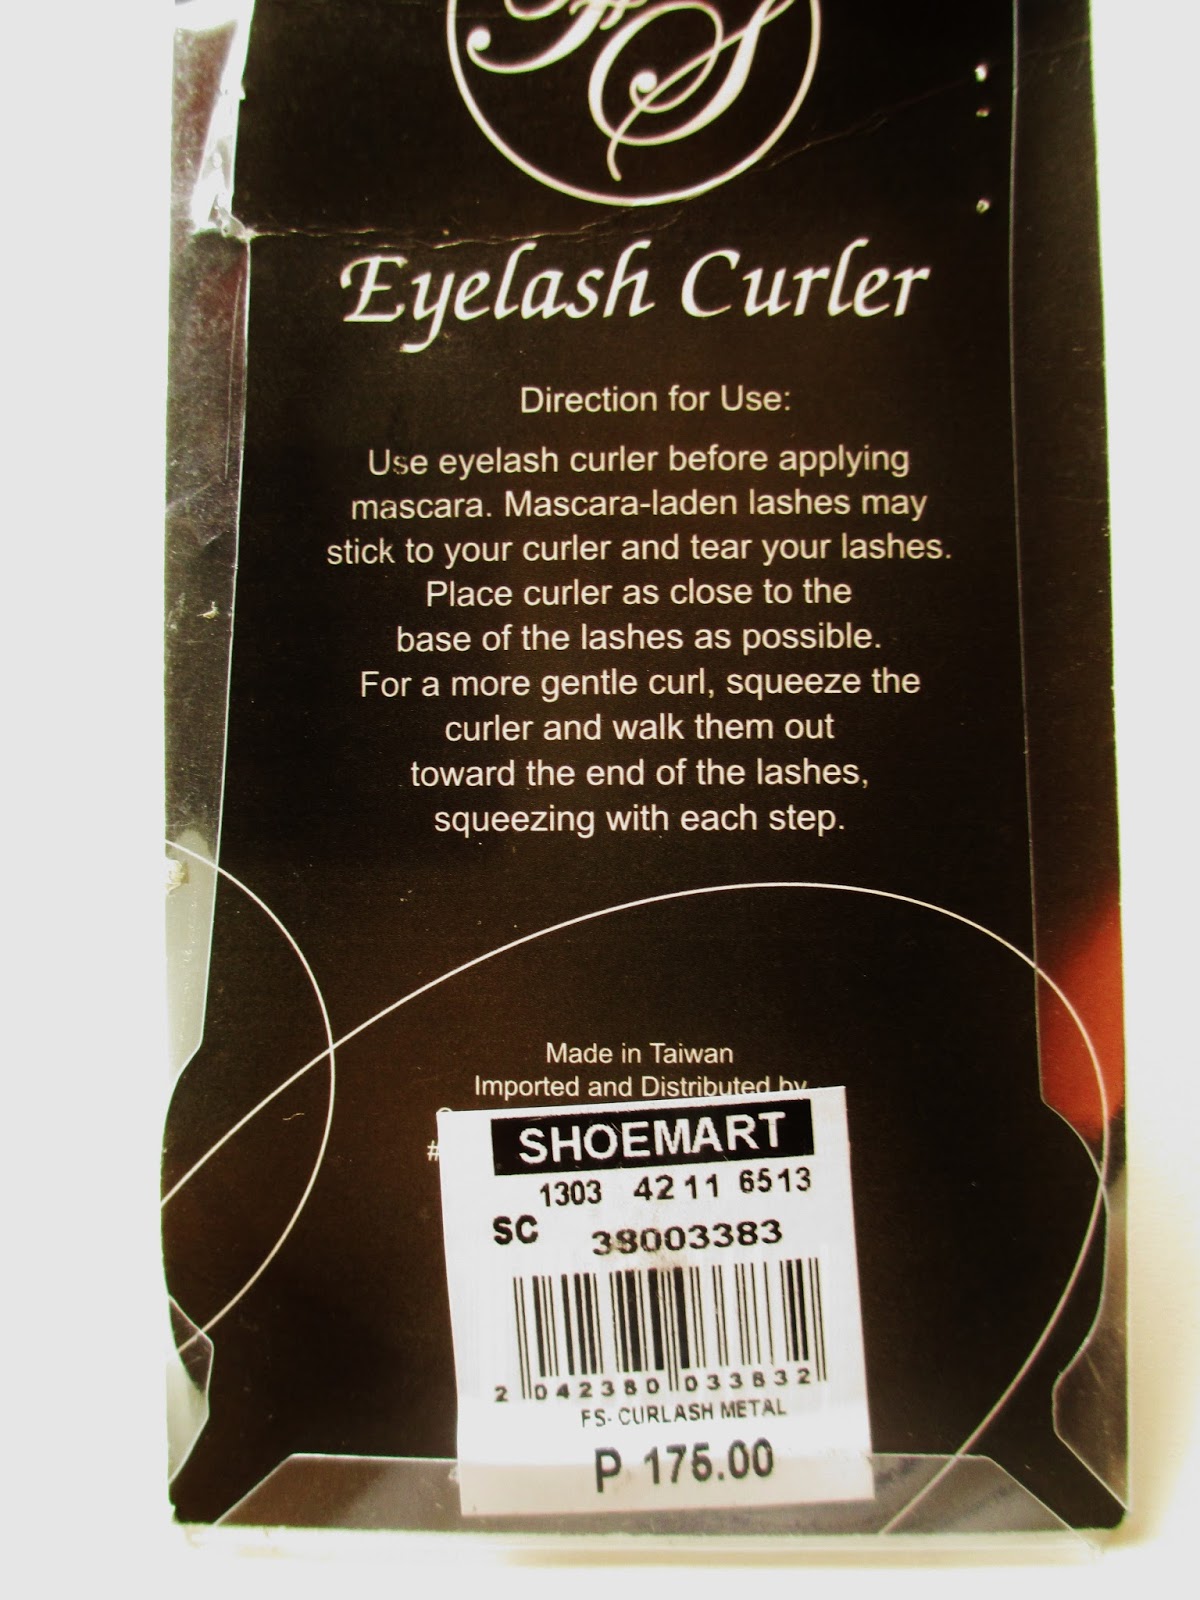 FS
Eyelash Curler
Direction for Use:
Use eyelash curler before applying
mascara. Mascara-laden lashes may
stick to your curler and tear your lashes.
Place curler as close to the
base of the lashes as possible.
For a more gentle curl, squeeze the
curler and walk them out
toward the end of the lashes,
squeezing with each step.
Made in Taiwan
Imported and Distributed by
#
SHOEMART
1303 4211 6513
SC 38003383
2 042380 033832
FS- CURLASH METAL
P 175.00